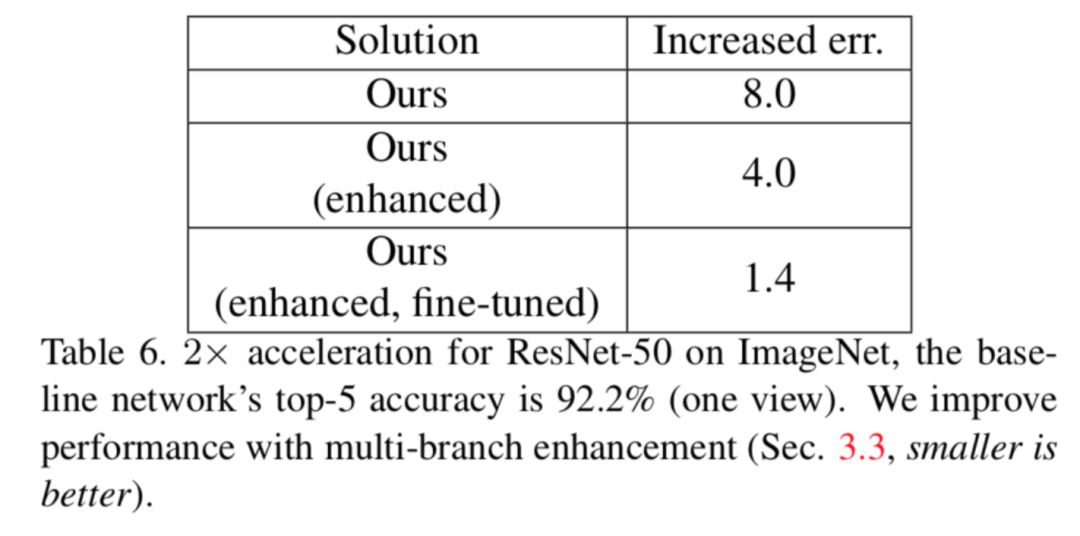 Solution Increased err.
Ours 8.0
Ours
(enhanced) 4.0
Ours
(enhanced, fine-tuned) 1.4
Table 6. 2× acceleration for ResNet-50 on ImageNet, the base-
line network's top-5 accuracy is 92.2% (one view). We improve
performance with multi-branch enhancement (Sec. 3.3, smaller is
better).